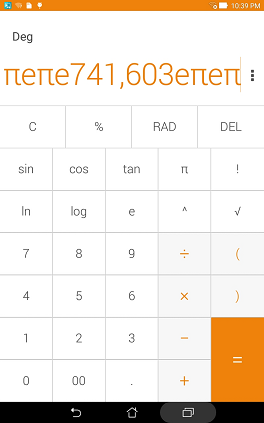 10:39 PM
Deg
πeπe741,603eπeπ
C % RAD DEL
sin cos tan π !
ln log e ^ √
7 8 9 ÷ (
4 5 6 × )
1 2 3 −
0 00 . + =